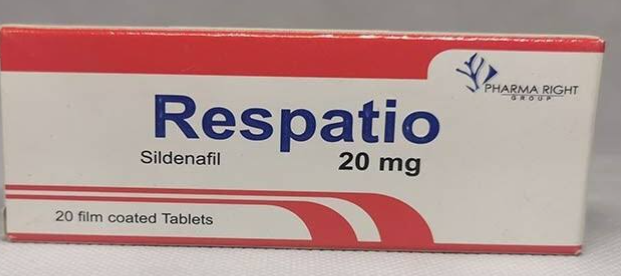 PHARMA RIGHT
GROUP
Respatio
Sildenafil
20 mg
20 film coated Tablets